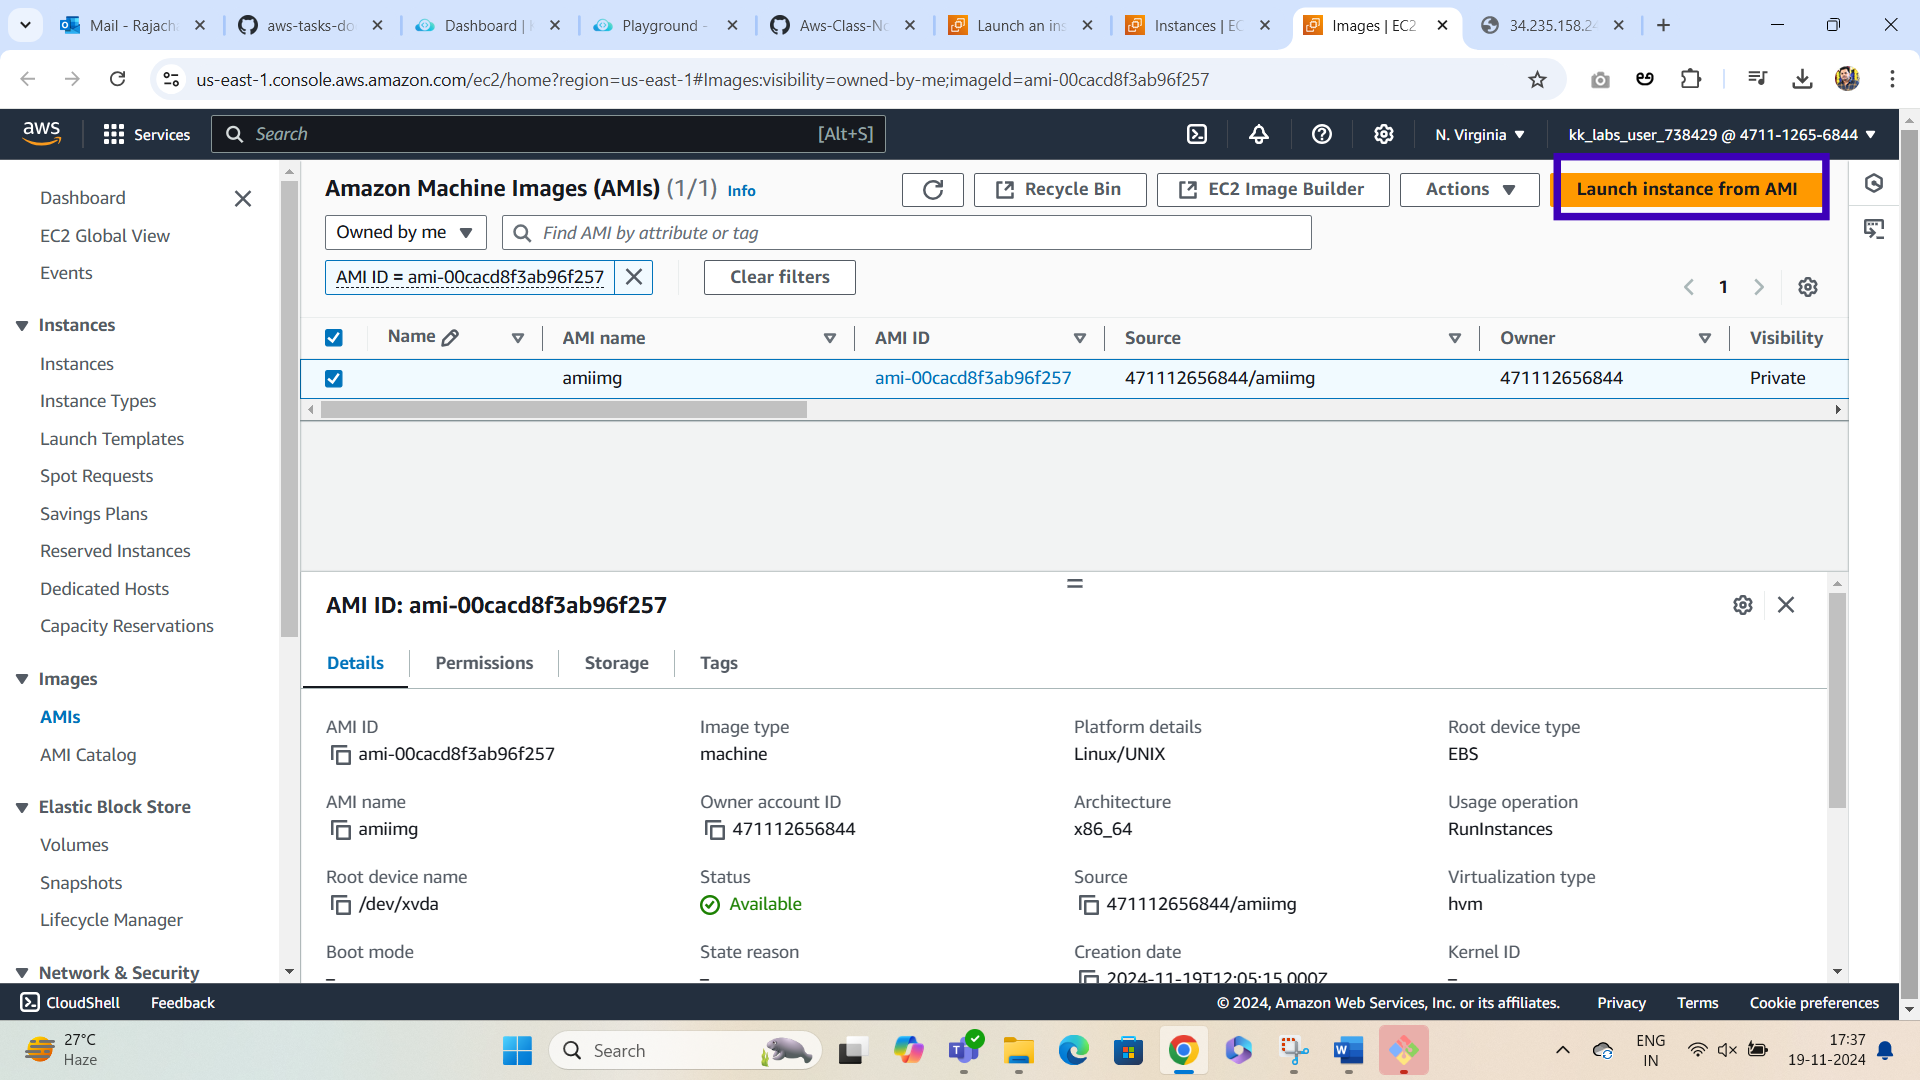 Mail - Rajacha
aws-tasks-do
Dashboard | K
Playground -
Aws-Class-No
Launch an ins
Instances | EC
Images | EC2
34.235.158.24
us-east-1.console.aws.amazon.com/ec2/home?region=us-east-1#Images:visibility=owned-by-me;imageId=ami-00cacd8f3ab96f257
aws
Services
Search
[Alt+S]
N. Virginia
kk_labs_user_738429 @ 4711-1265-6844
Dashboard
EC2 Global View
Events
Instances
Instances
Instance Types
Launch Templates
Spot Requests
Savings Plans
Reserved Instances
Dedicated Hosts
Capacity Reservations
Images
AMIs
AMI Catalog
Elastic Block Store
Volumes
Snapshots
Lifecycle Manager
Network & Security
Amazon Machine Images (AMIs) (1/1) Info
Recycle Bin
EC2 Image Builder
Actions
Launch instance from AMI
Owned by me
Find AMI by attribute or tag
AMI ID = ami-00cacd8f3ab96f257
Clear filters
1
Name
AMI name
AMI ID
Source
Owner
Visibility
amiimg
ami-00cacd8f3ab96f257
471112656844/amiimg
471112656844
Private
AMI ID: ami-00cacd8f3ab96f257
Details
Permissions
Storage
Tags
AMI ID
ami-00cacd8f3ab96f257
Image type
machine
Platform details
Linux/UNIX
Root device type
EBS
AMI name
amiimg
Owner account ID
471112656844
Architecture
x86_64
Usage operation
RunInstances
Root device name
/dev/xvda
Status
Available
Source
471112656844/amiimg
Virtualization type
hvm
Boot mode
–
State reason
–
Creation date
2024-11-19T12:05:15.000Z
Kernel ID
–
CloudShell
Feedback
© 2024, Amazon Web Services, Inc. or its affiliates.
Privacy
Terms
Cookie preferences
27°C
Haze
Search
ENG
IN
17:37
19-11-2024